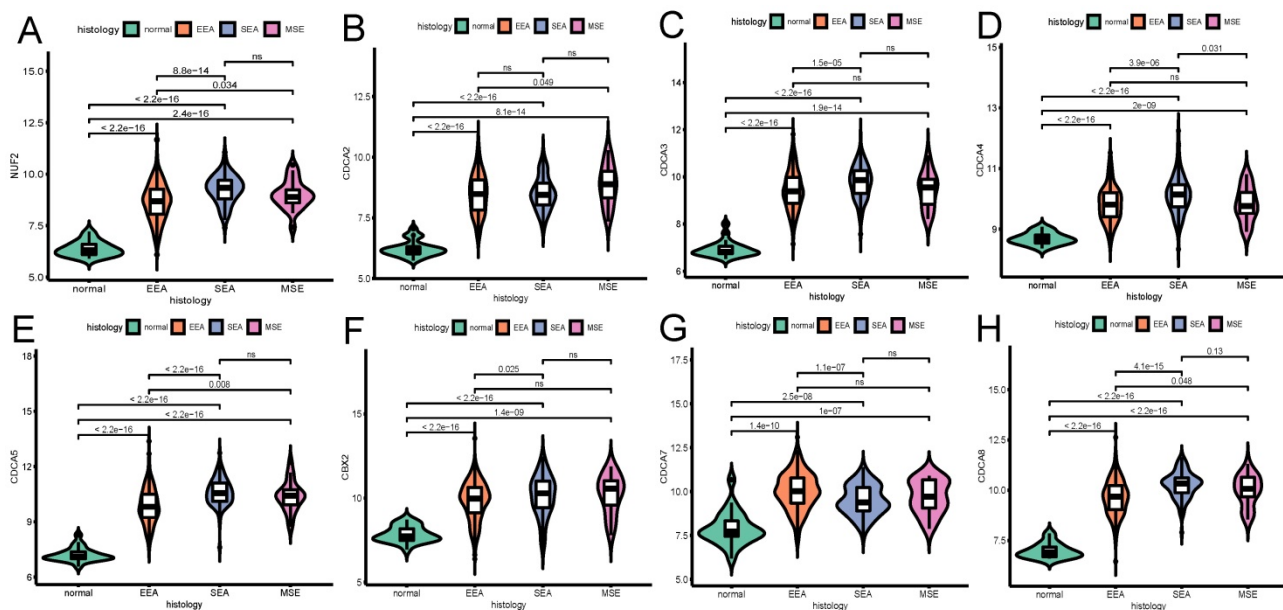 A
histology normal EEA SEA MSE
15.0
12.5
10.0
7.5
5.0
NUF2
ns
8.8e-14
0.034
< 2.2e-16
2.4e-16
< 2.2e-16
normal EEA SEA MSE
histology
B
histology normal EEA SEA MSE
12.5
10.0
7.5
5.0
CDCA2
ns
ns
0.049
< 2.2e-16
8.1e-14
< 2.2e-16
normal EEA SEA MSE
histology
C
histology normal EEA SEA MSE
14
12
10
8
6
CDCA3
ns
1.5e-05
ns
< 2.2e-16
1.9e-14
< 2.2e-16
normal EEA SEA MSE
histology
D
histology normal EEA SEA MSE
15
13
11
9
CDCA4
0.031
3.9e-06
ns
< 2.2e-16
2e-09
< 2.2e-16
normal EEA SEA MSE
histology
E
histology normal EEA SEA MSE
18
15
12
9
6
CDCA5
ns
< 2.2e-16
0.008
< 2.2e-16
< 2.2e-16
< 2.2e-16
normal EEA SEA MSE
histology
F
histology normal EEA SEA MSE
15
10
5
CBX2
ns
0.025
ns
< 2.2e-16
1.4e-09
< 2.2e-16
normal EEA SEA MSE
histology
G
histology normal EEA SEA MSE
17.5
15.0
12.5
10.0
7.5
5.0
CDCA7
ns
1.1e-07
ns
2.5e-08
1e-07
1.4e-10
normal EEA SEA MSE
histology
H
histology normal EEA SEA MSE
15.0
12.5
10.0
7.5
CDCA8
0.13
4.1e-15
0.048
< 2.2e-16
< 2.2e-16
< 2.2e-16
normal EEA SEA MSE
histology